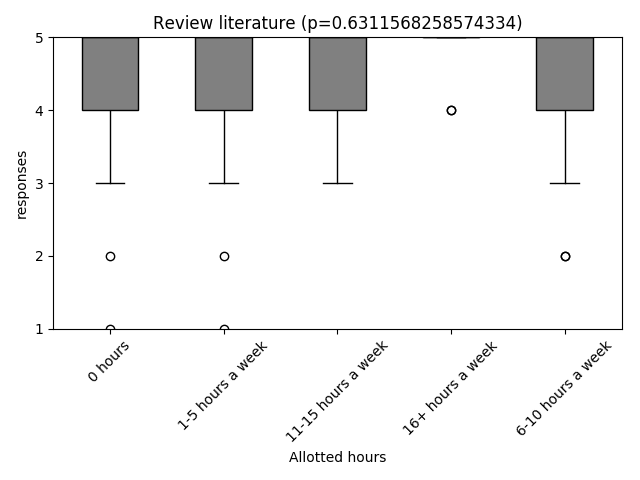 Review literature (p=0.6311568258574334)
5
4
3
2
1
responses
0 hours
1-5 hours a week
11-15 hours a week
16+ hours a week
6-10 hours a week
Allotted hours